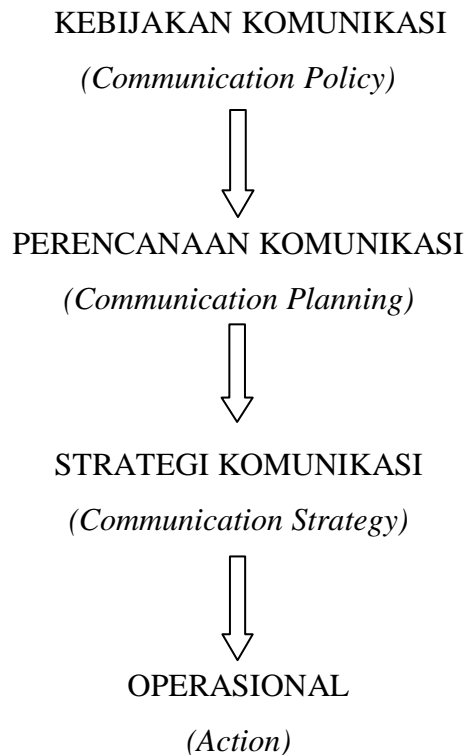 KEBIJAKAN KOMUNIKASI
(Communication Policy)
PERENCANAAN KOMUNIKASI
(Communication Planning)
STRATEGI KOMUNIKASI
(Communication Strategy)
OPERASIONAL
(Action)